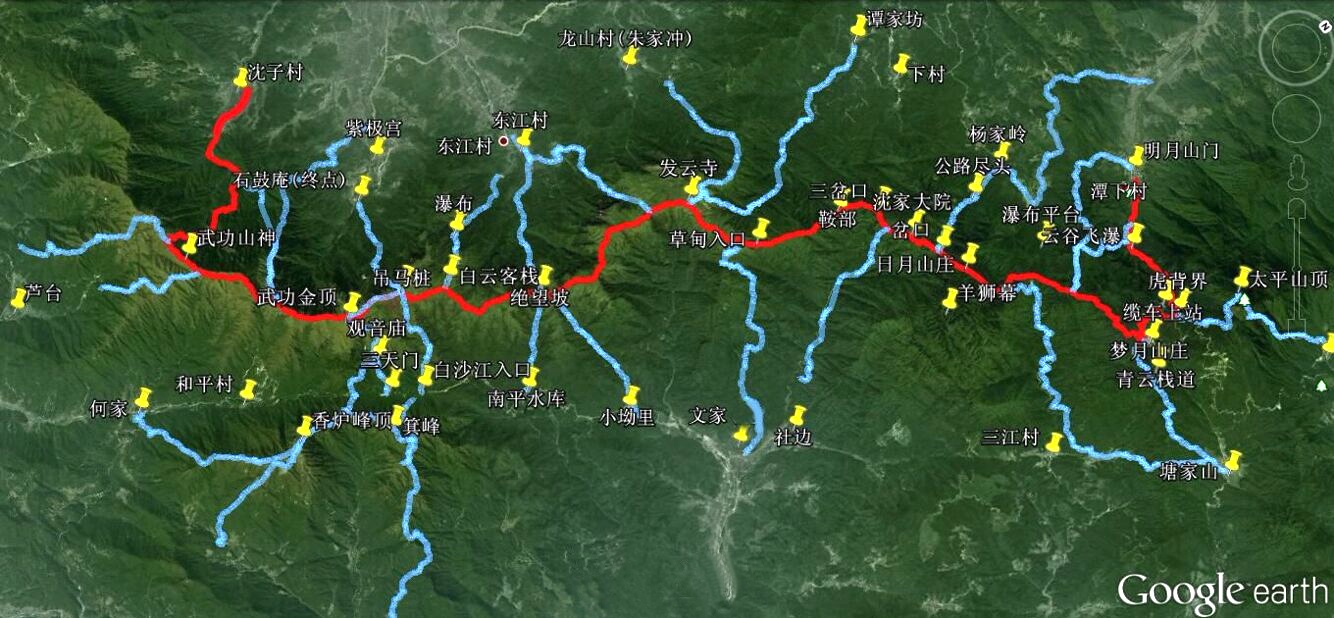 谭家坊
N
龙山村(朱家冲)
沈子村
下村
东江村
紫极宫
杨家岭
东江村
明月山门
发云寺
公路尽头
石鼓庵(终点)
三岔口
潭下村
瀑布
沈家大院
瀑布平台
鞍部
岔口
云谷飞瀑
武功山神
草甸入口
日月山庄
吊马桩
白云客栈
虎背界
太平山顶
芦台
武功金顶
绝望坡
羊狮幕
缆车上站
观音庙
梦月山庄
三天门
白沙江入口
青云栈道
和平村
南平水库
何家
小坳里
文家
香炉峰顶
箕峰
社边
三江村
塘家山
Google earth